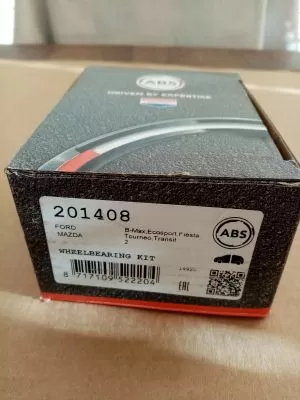 ABS
DRIVEN BY EXPERTISE
201408
FORD B-Max,Ecosport,Fiesta
Tourneo,Transit
MAZDA 2
ABS
WHEELBEARING KIT
8 717109 522204
EAC